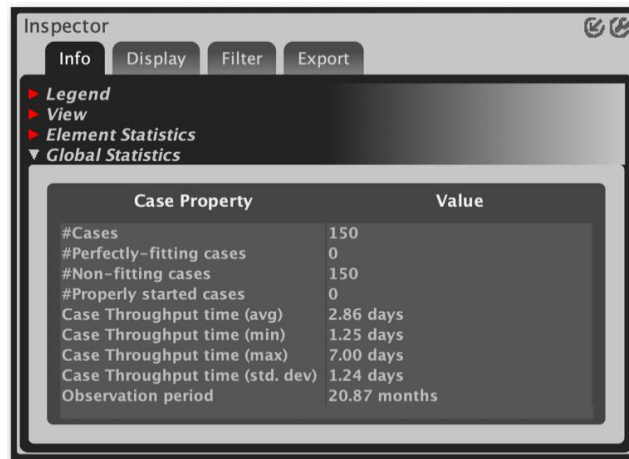 Inspector
Info Display Filter Export
Legend
View
Element Statistics
Global Statistics
Case Property Value
#Cases 150
#Perfectly-fitting cases 0
#Non-fitting cases 150
#Properly started cases 0
Case Throughput time (avg) 2.86 days
Case Throughput time (min) 1.25 days
Case Throughput time (max) 7.00 days
Case Throughput time (std. dev) 1.24 days
Observation period 20.87 months